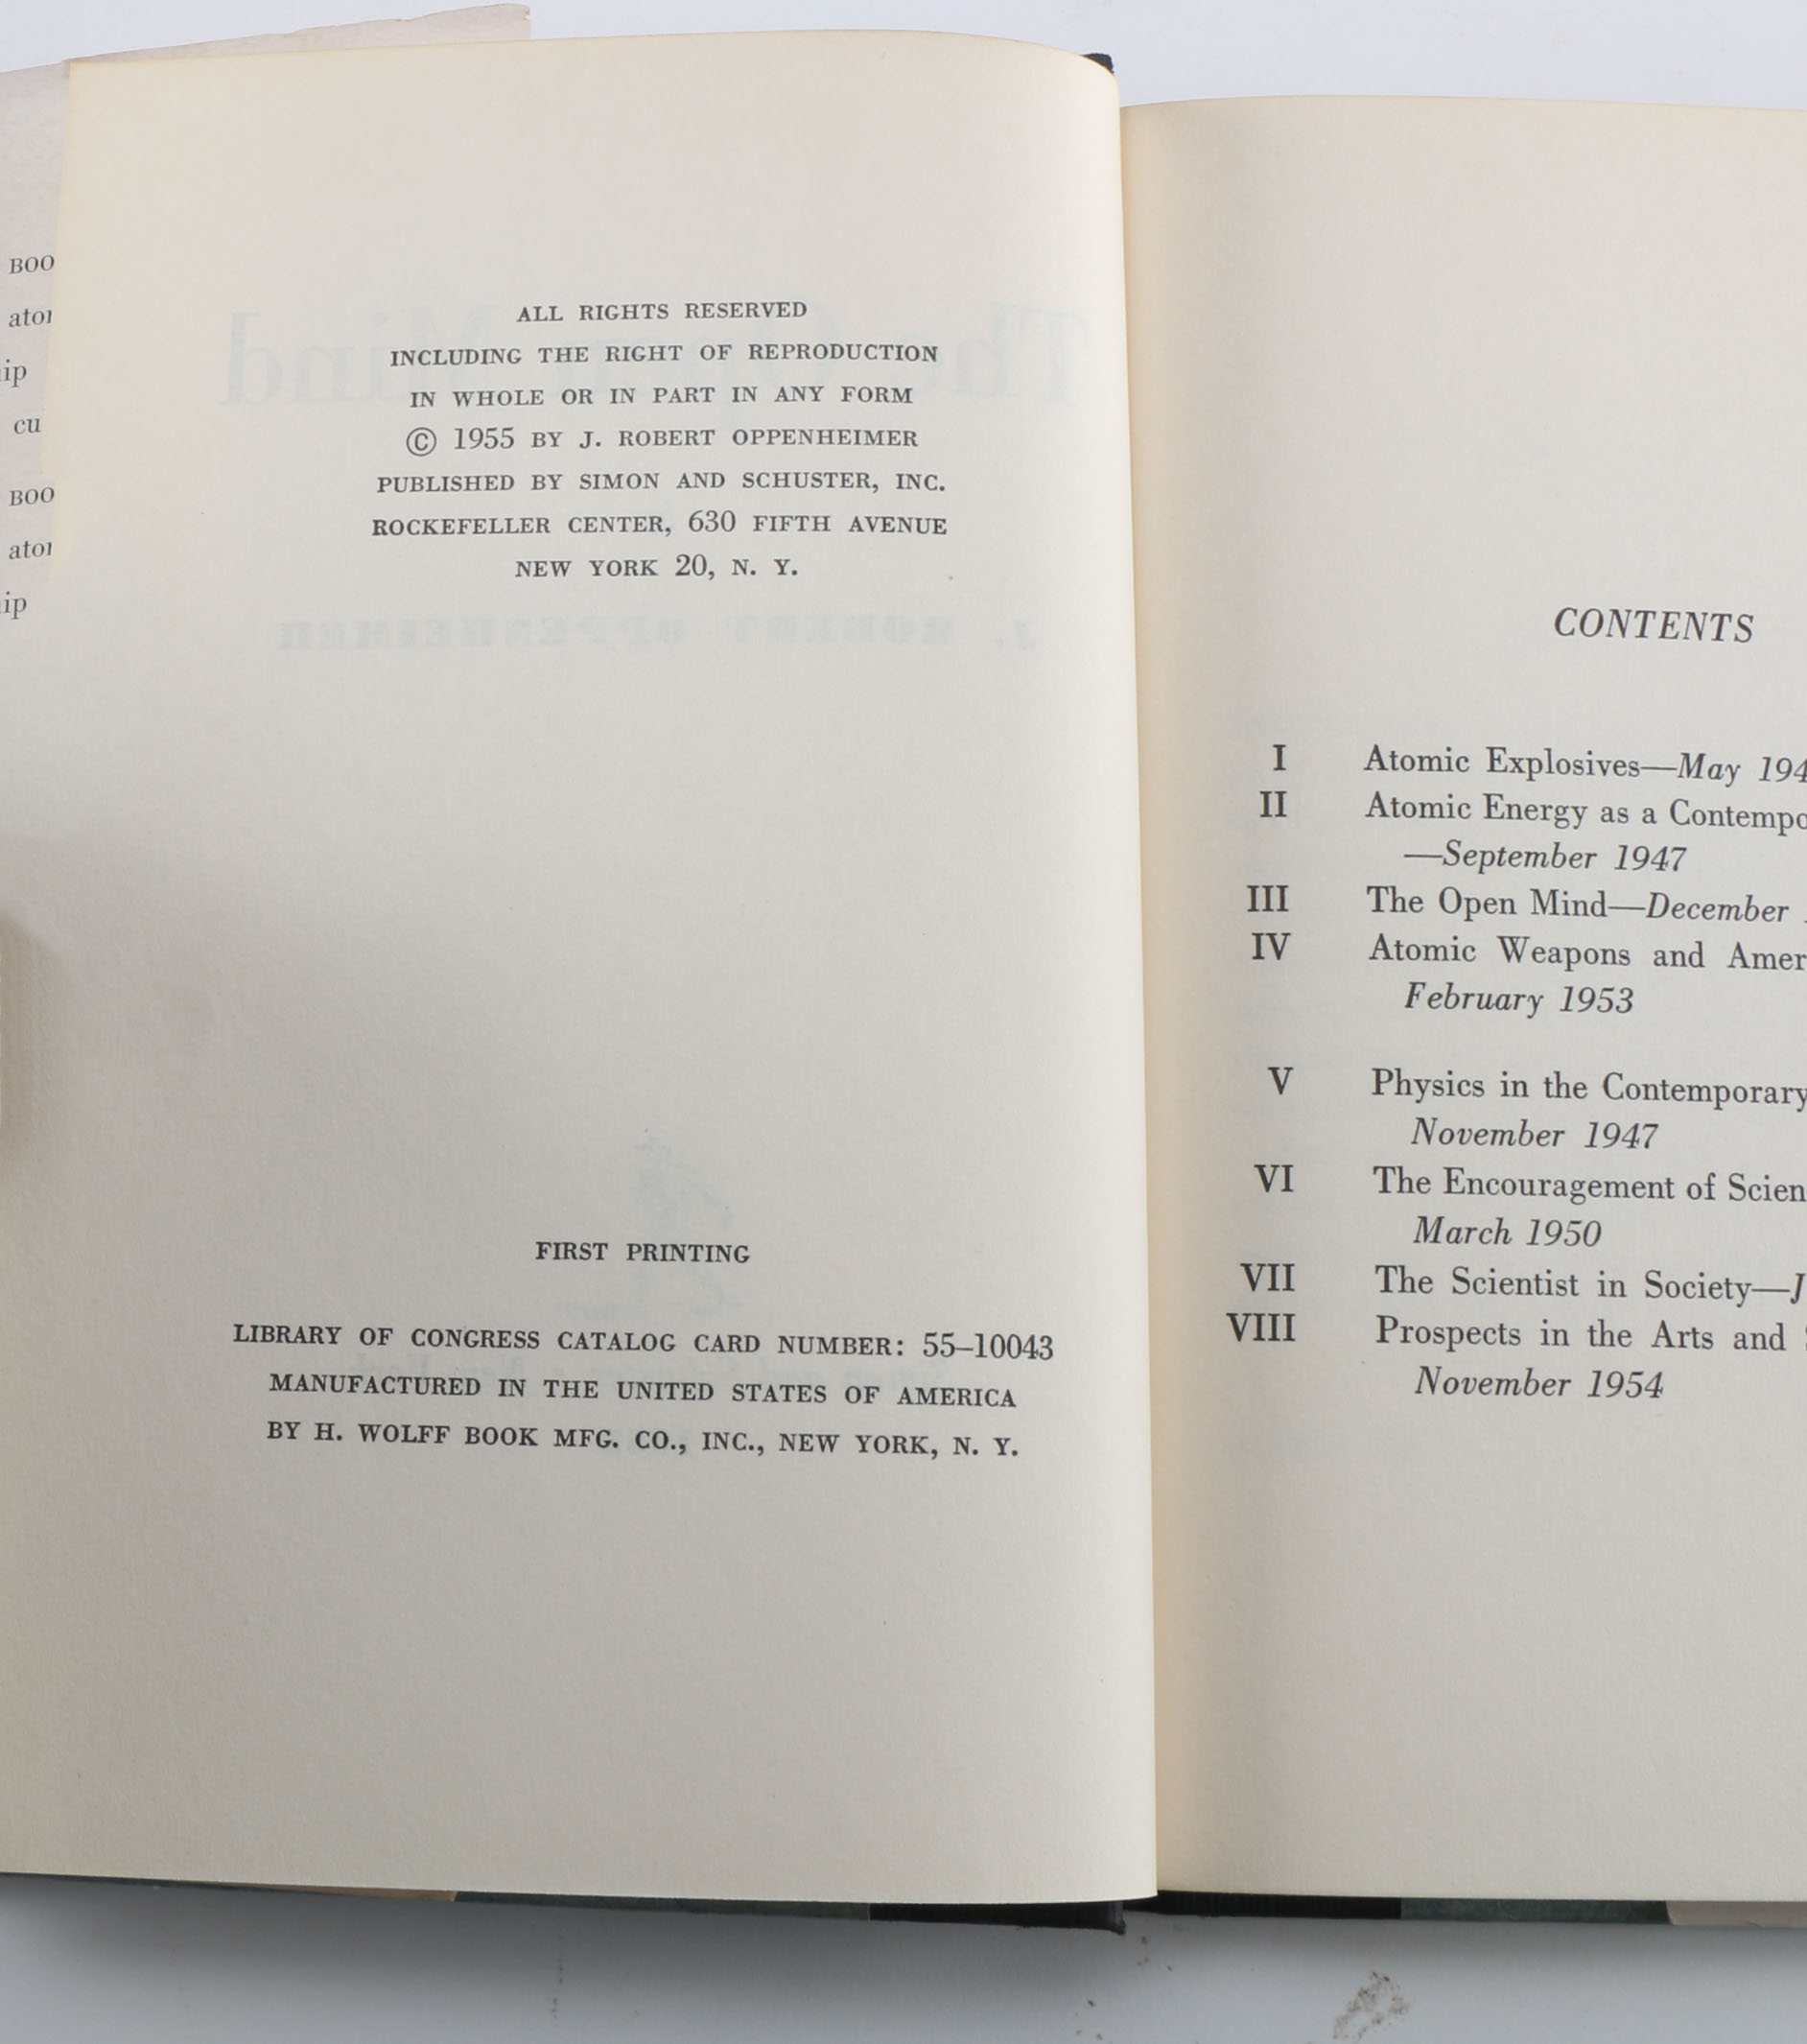 ALL RIGHTS RESERVED
INCLUDING THE RIGHT OF REPRODUCTION
IN WHOLE OR IN PART IN ANY FORM
© 1955 BY J. ROBERT OPPENHEIMER
PUBLISHED BY SIMON AND SCHUSTER, INC.
ROCKEFELLER CENTER, 630 FIFTH AVENUE
NEW YORK 20, N. Y.
FIRST PRINTING
LIBRARY OF CONGRESS CATALOG CARD NUMBER: 55–10043
MANUFACTURED IN THE UNITED STATES OF AMERICA
BY H. WOLFF BOOK MFG. CO., INC., NEW YORK, N. Y.
CONTENTS
I Atomic Explosives—May
II Atomic Energy as a
—September 1947
III The Open Mind—December
IV Atomic Weapons and
February 1953
V Physics in the Contemporary
November 1947
VI The Encouragement of
March 1950
VII The Scientist in Society—
VIII Prospects in the Arts and
November 1954